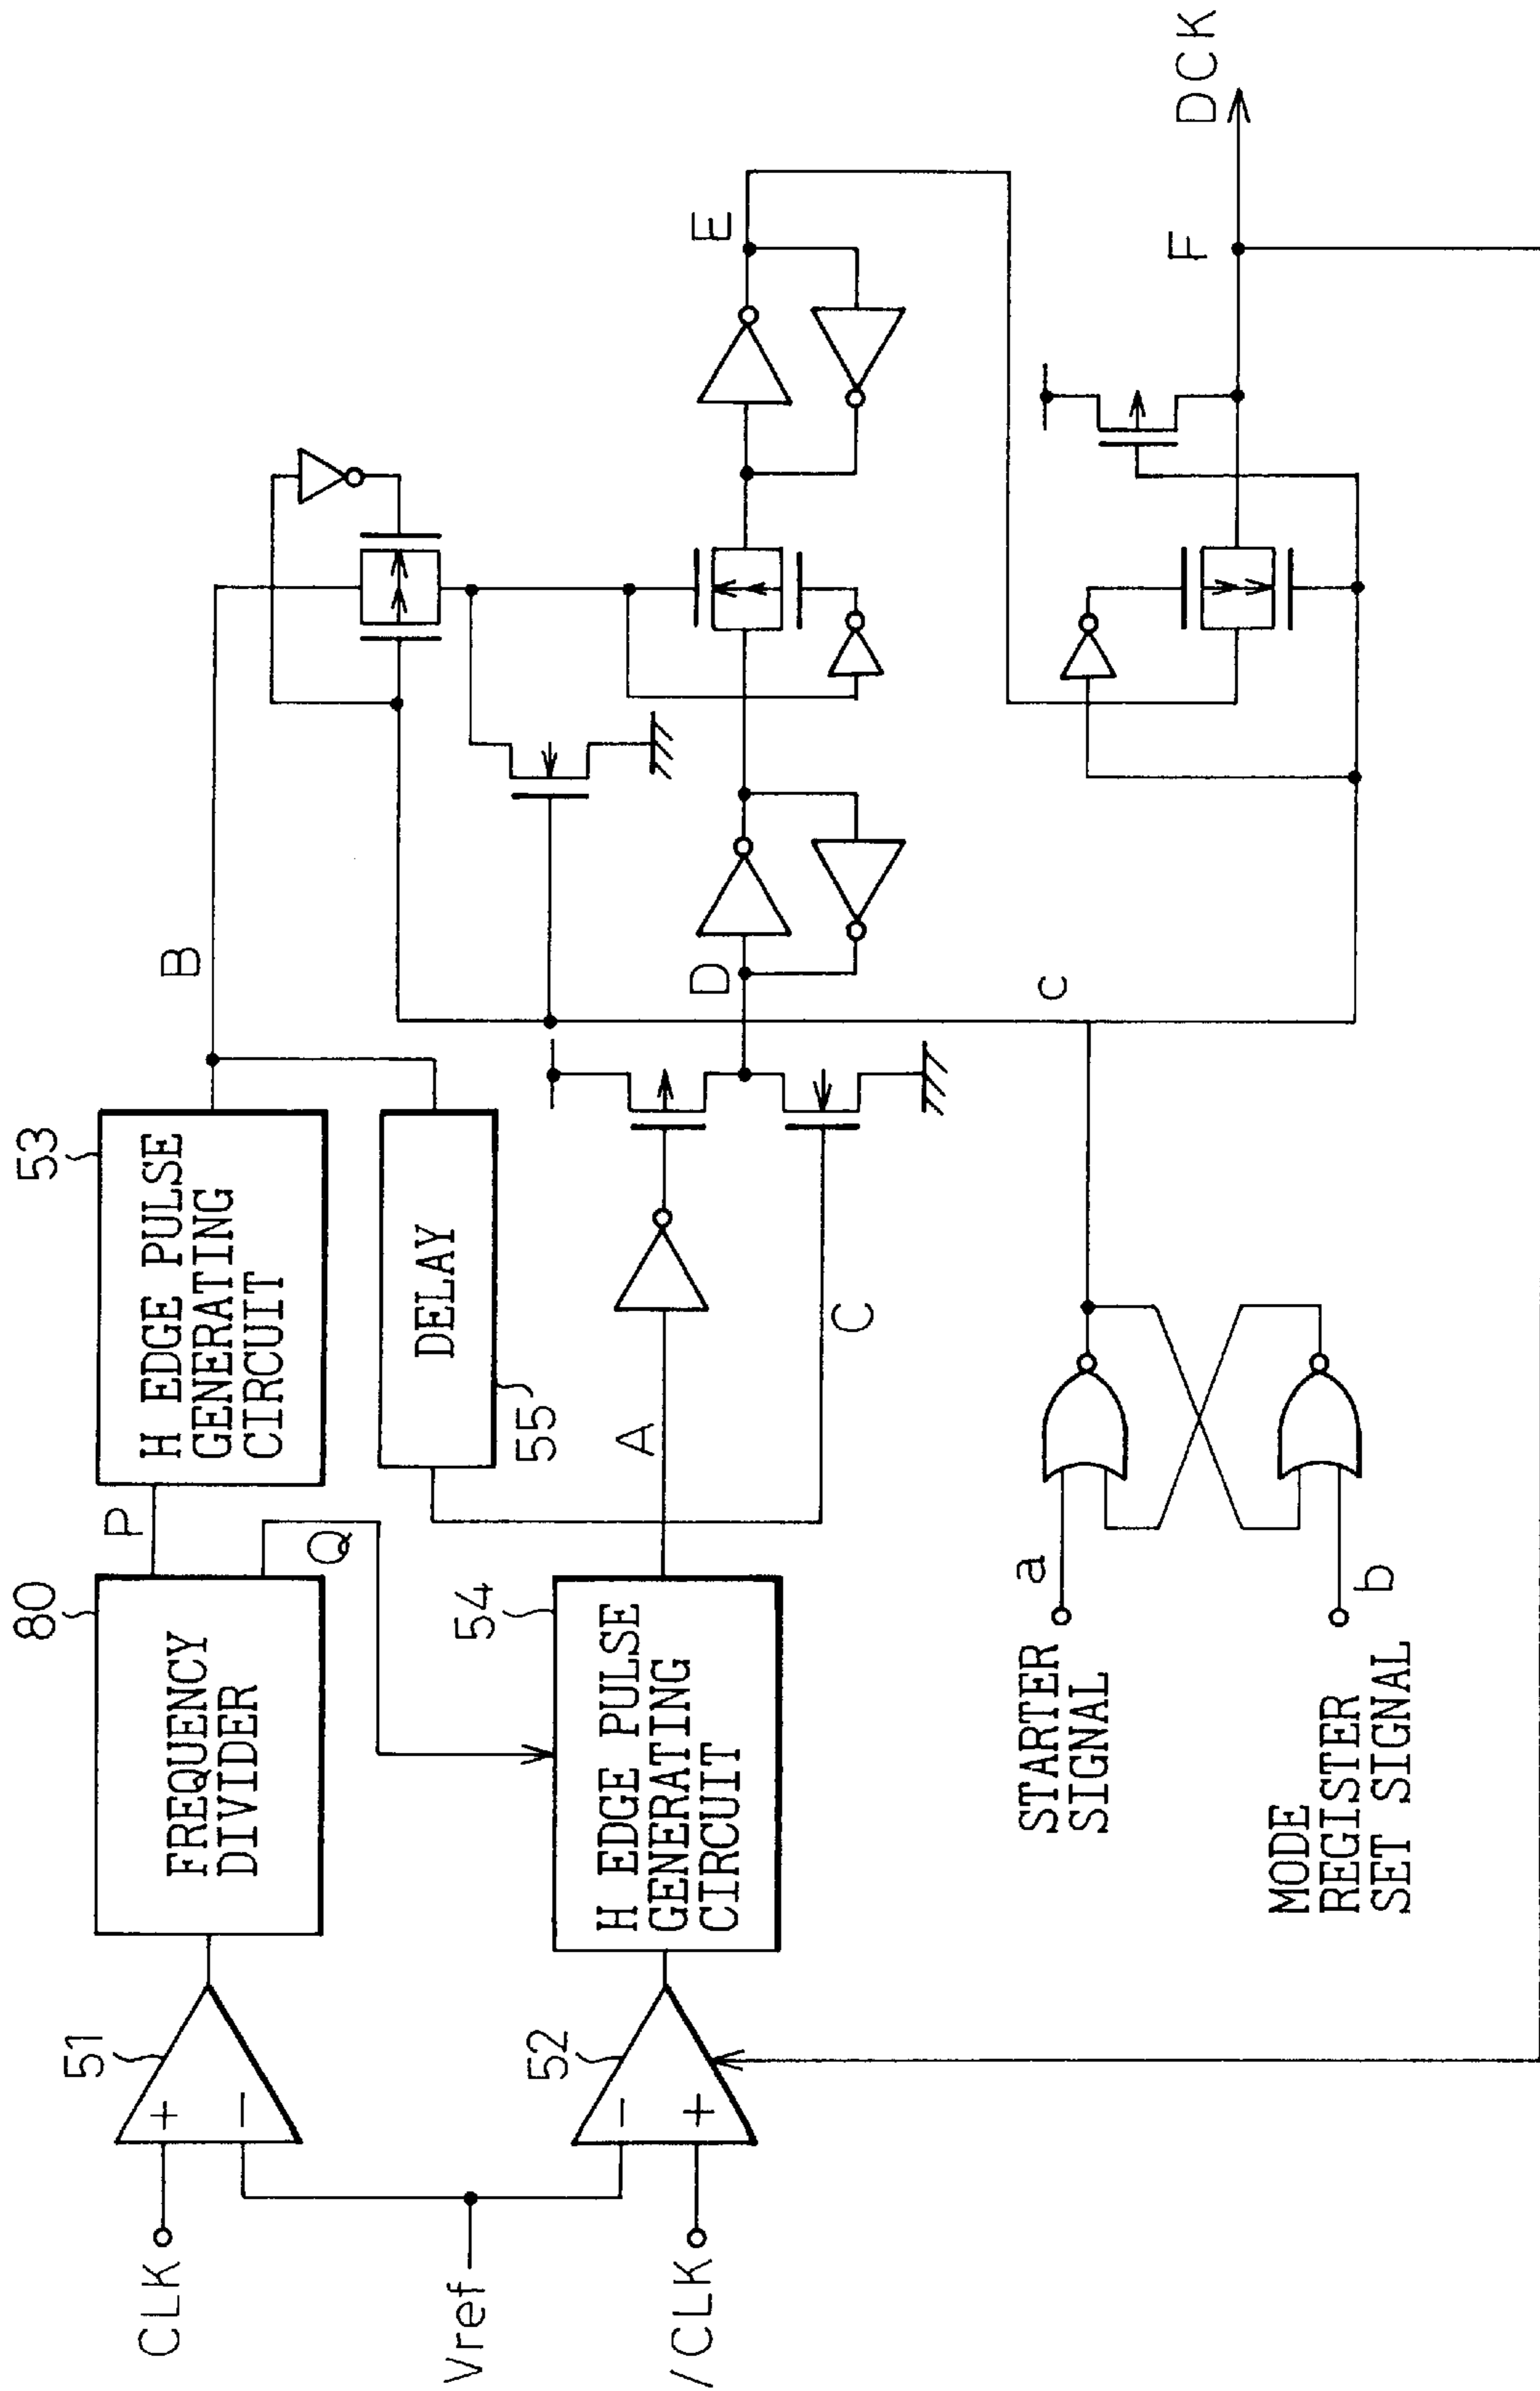 CLK
Vref
/CLK
51
+
−
52
−
+
80
FREQUENCY
DIVIDER
P
Q
53
H EDGE PULSE
GENERATING
CIRCUIT
54
H EDGE PULSE
GENERATING
CIRCUIT
DELAY
55
A
B
C
D
E
F
DCK
c
STARTER
SIGNAL
a
MODE
REGISTER
SET SIGNAL
b